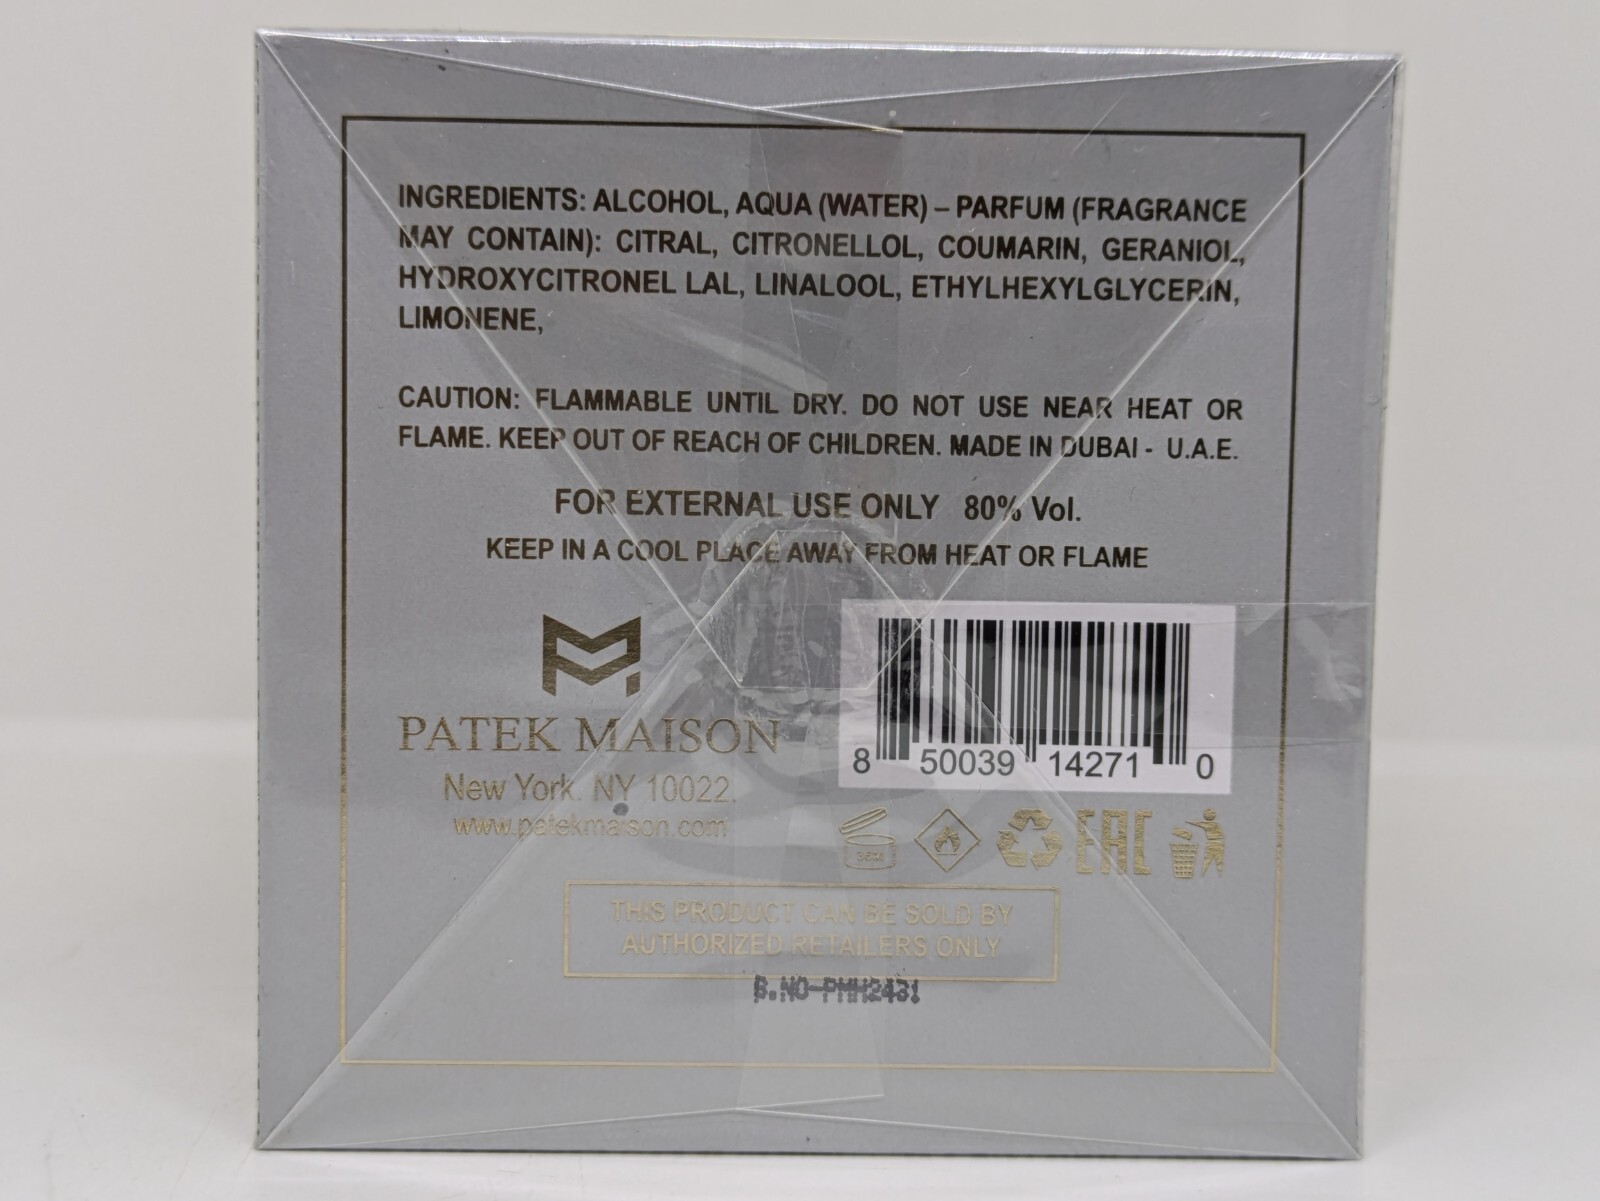 INGREDIENTS: ALCOHOL, AQUA (WATER) – PARFUM (FRAGRANCE
MAY CONTAIN): CITRAL, CITRONELLOL, COUMARIN, GERANIOL,
HYDROXYCITRONEL LAL, LINALOOL, ETHYLHEXYLGLYCERIN,
LIMONENE,
CAUTION: FLAMMABLE UNTIL DRY. DO NOT USE NEAR HEAT OR
FLAME. KEEP OUT OF REACH OF CHILDREN. MADE IN DUBAI - U.A.E.
FOR EXTERNAL USE ONLY 80% Vol.
KEEP IN A COOL PLACE AWAY FROM HEAT OR FLAME
PATEK MAISON
New York. NY 10022.
www.patekmaison.com
8 50039 14271 0
36M
EAC
THIS PRODUCT CAN BE SOLD BY
AUTHORIZED RETAILERS ONLY
B.NO-PMH2431